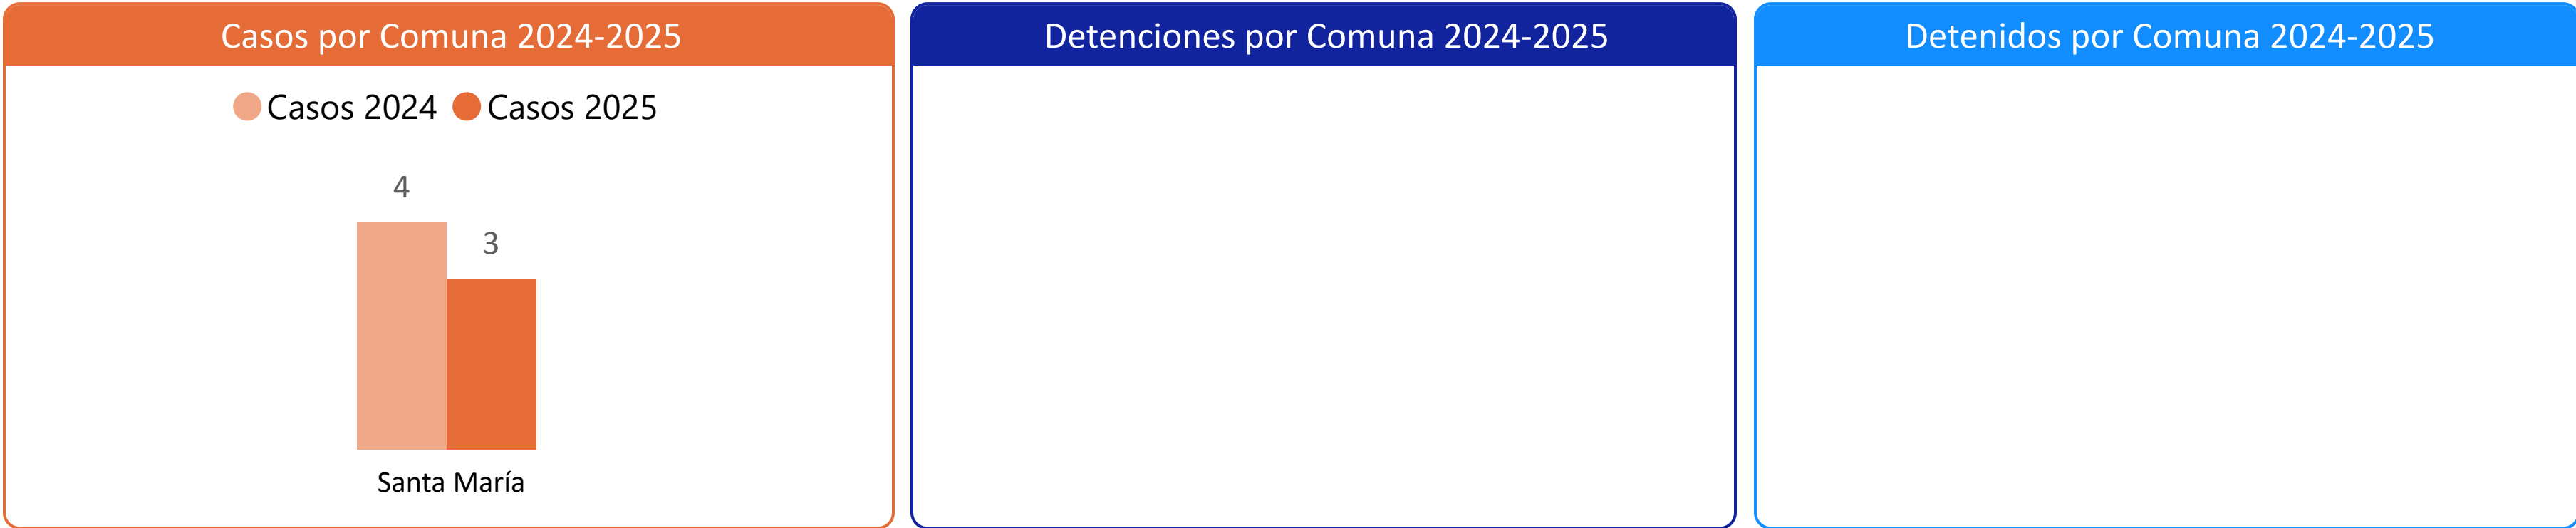 Casos por Comuna 2024-2025
Casos 2024 Casos 2025
4
3
Santa María
Detenciones por Comuna 2024-2025
Detenidos por Comuna 2024-2025